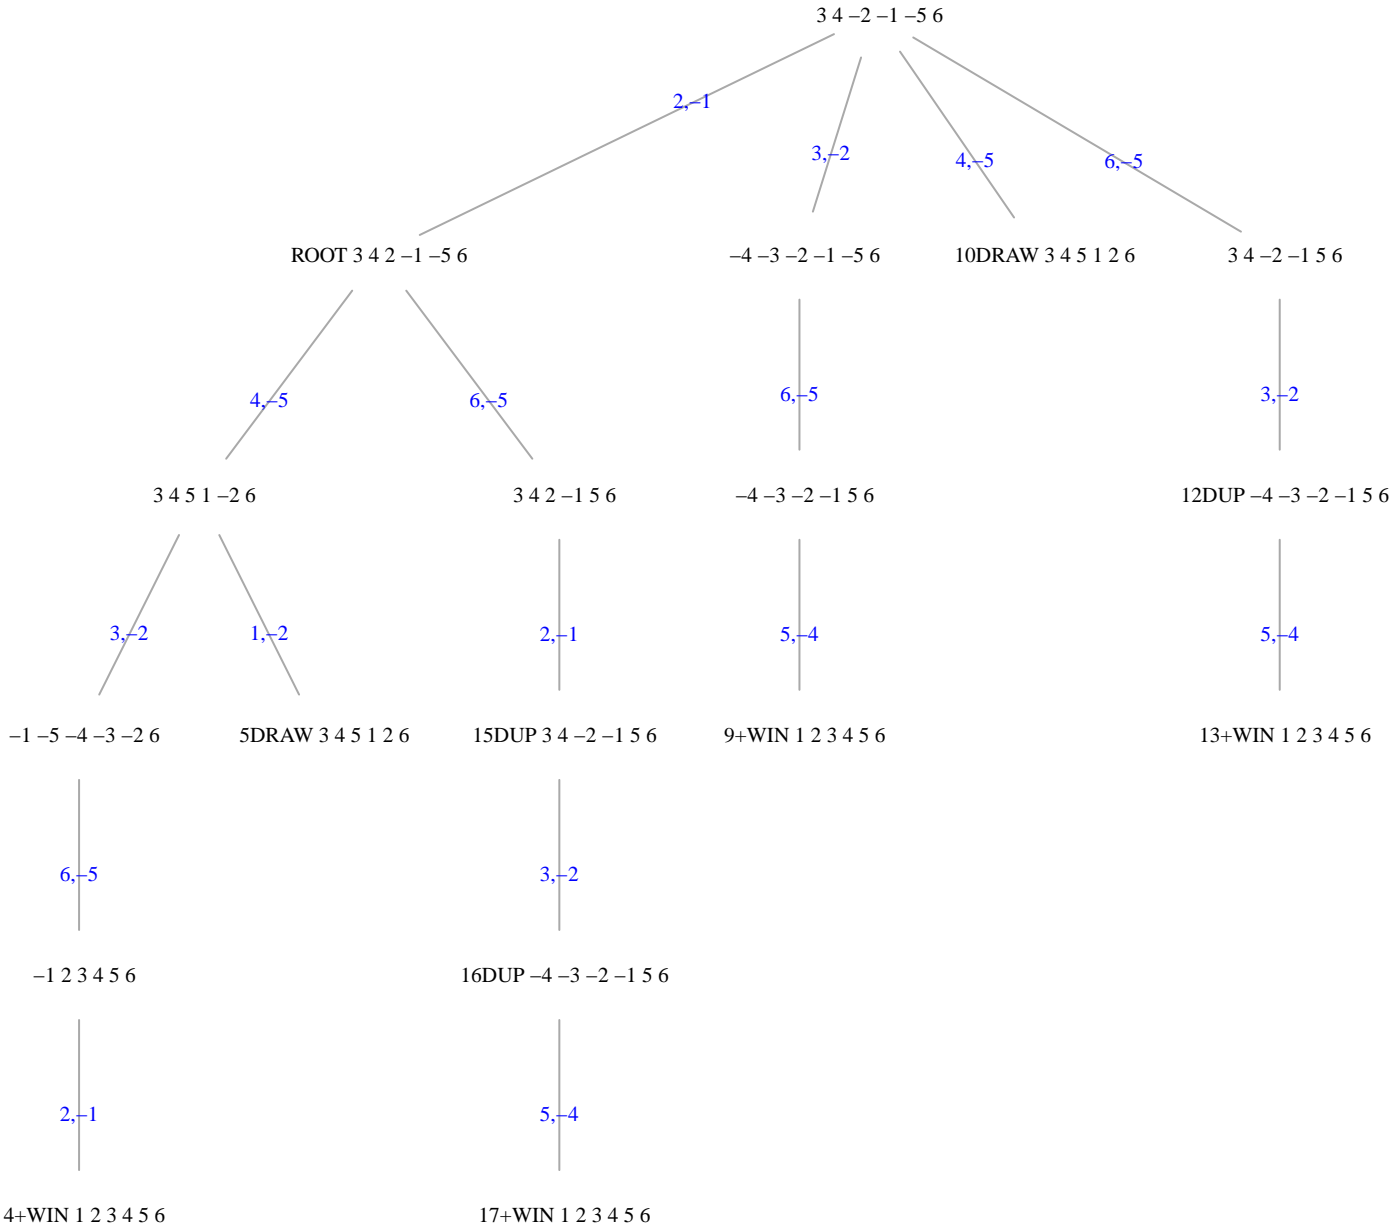 3 4 −2 −1 −5 6
2,−1
3,−2
4,−5
6,−5
ROOT 3 4 2 −1 −5 6
−4 −3 −2 −1 −5 6
10DRAW 3 4 5 1 2 6
3 4 −2 −1 5 6
4,−5
6,−5
6,−5
3,−2
3 4 5 1 −2 6
3 4 2 −1 5 6
−4 −3 −2 −1 5 6
12DUP −4 −3 −2 −1 5 6
3,−2
1,−2
2,−1
5,−4
5,−4
−1 −5 −4 −3 −2 6
5DRAW 3 4 5 1 2 6
15DUP 3 4 −2 −1 5 6
9+WIN 1 2 3 4 5 6
13+WIN 1 2 3 4 5 6
6,−5
3,−2
−1 2 3 4 5 6
16DUP −4 −3 −2 −1 5 6
2,−1
5,−4
4+WIN 1 2 3 4 5 6
17+WIN 1 2 3 4 5 6